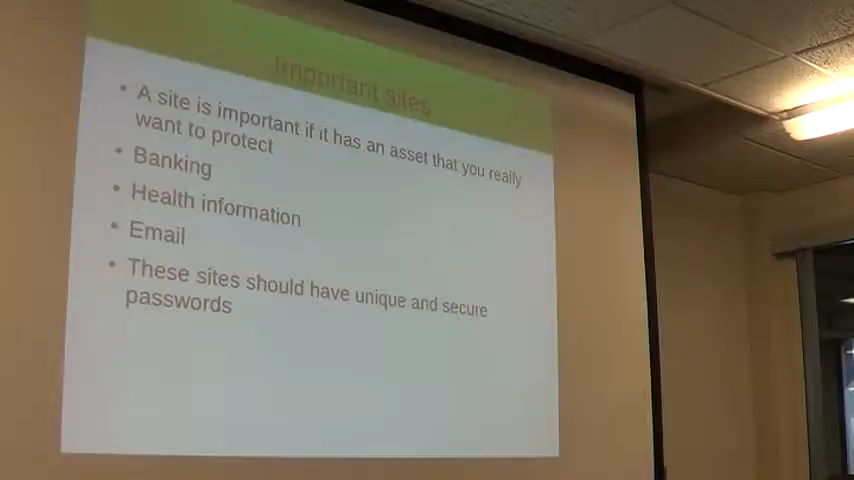 Important sites
• A site is important if it has an asset that you really
want to protect
• Banking
• Health information
• Email
• These sites should have unique and secure
passwords